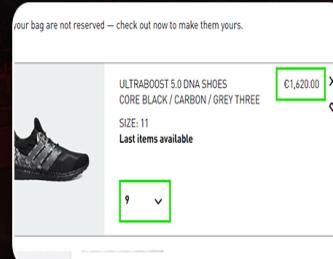 your bag are not reserved — check out now to make them yours.
ULTRABOOST 5.0 DNA SHOES
€1,620.00
CORE BLACK / CARBON / GREY THREE
SIZE: 11
Last items available
9